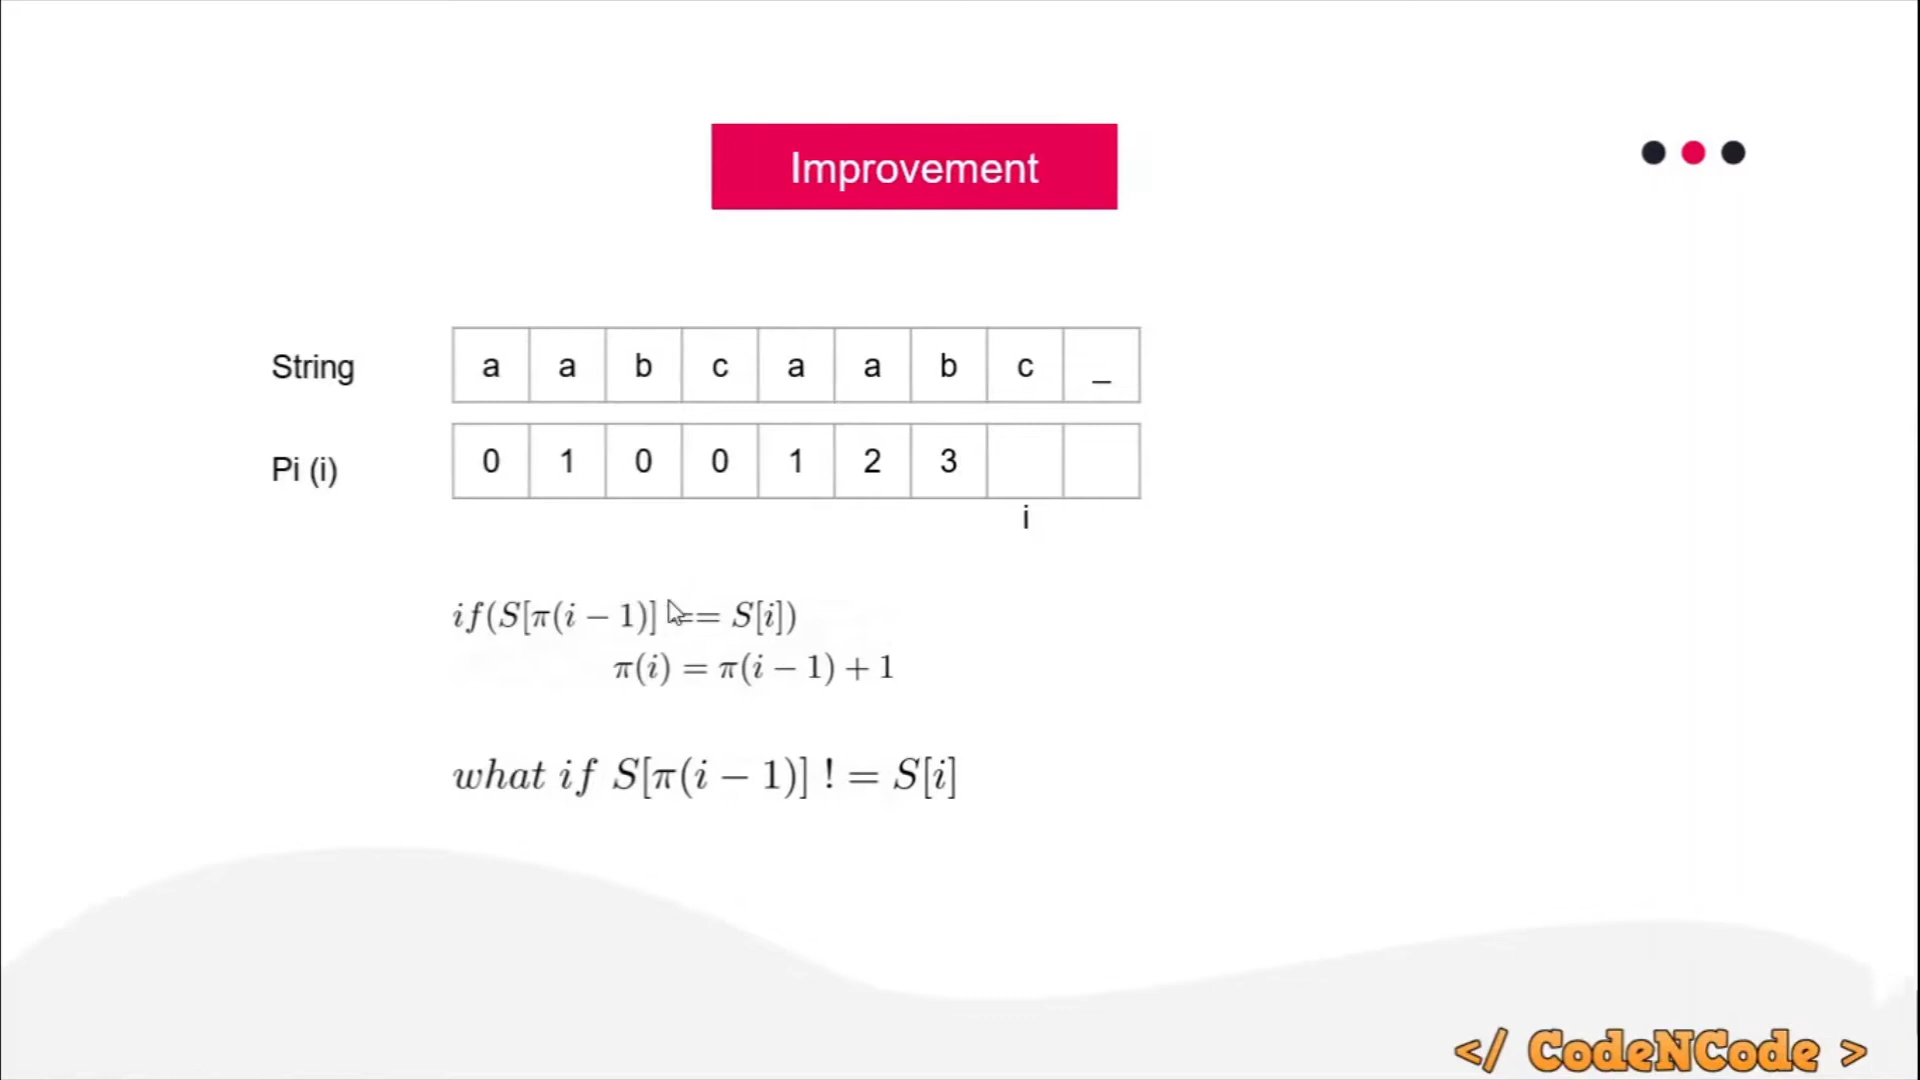 Improvement
String a a b c a a b c _
Pi (i) 0 1 0 0 1 2 3
i
if(S[π(i − 1)] == S[i])
π(i) = π(i − 1) + 1
what if S[π(i − 1)] ! = S[i]
</ CodeNCode >